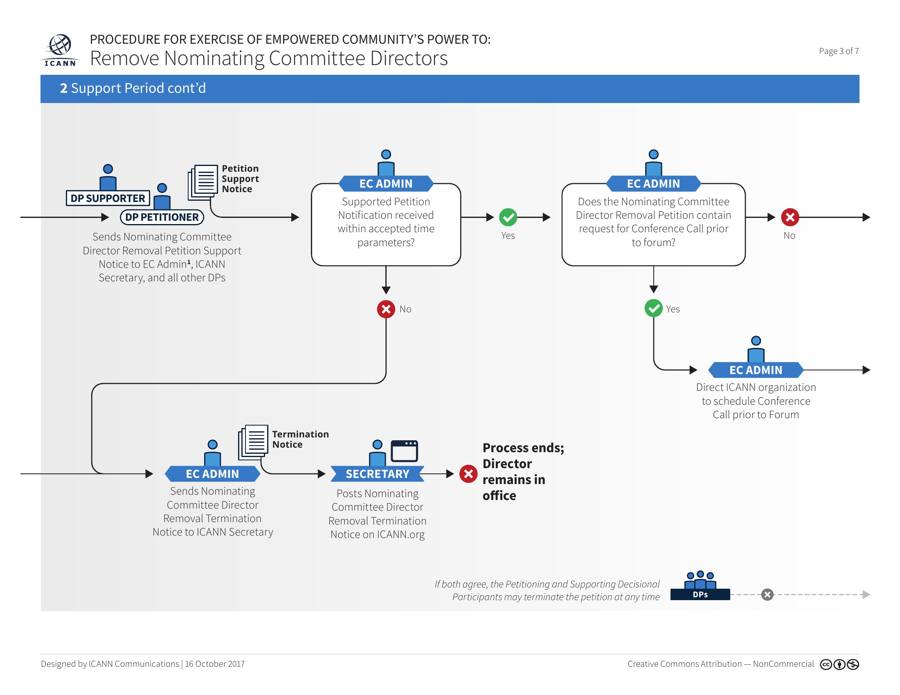 ICANN
PROCEDURE FOR EXERCISE OF EMPOWERED COMMUNITY'S POWER TO:
Remove Nominating Committee Directors
Page 3 of 7
2 Support Period cont'd
DP SUPPORTER
DP PETITIONER
Petition
Support
Notice
Sends Nominating Committee
Director Removal Petition Support
Notice to EC Admin¹, ICANN
Secretary, and all other DPs
EC ADMIN
Supported Petition
Notification received
within accepted time
parameters?
Yes
No
EC ADMIN
Does the Nominating Committee
Director Removal Petition contain
request for Conference Call prior
to forum?
No
Yes
EC ADMIN
Direct ICANN organization
to schedule Conference
Call prior to Forum
Termination
Notice
EC ADMIN
Sends Nominating
Committee Director
Removal Termination
Notice to ICANN Secretary
SECRETARY
Posts Nominating
Committee Director
Removal Termination
Notice on ICANN.org
Process ends;
Director
remains in
office
If both agree, the Petitioning and Supporting Decisional
Participants may terminate the petition at any time
DPs
Designed by ICANN Communications | 16 October 2017
Creative Commons Attribution — NonCommercial